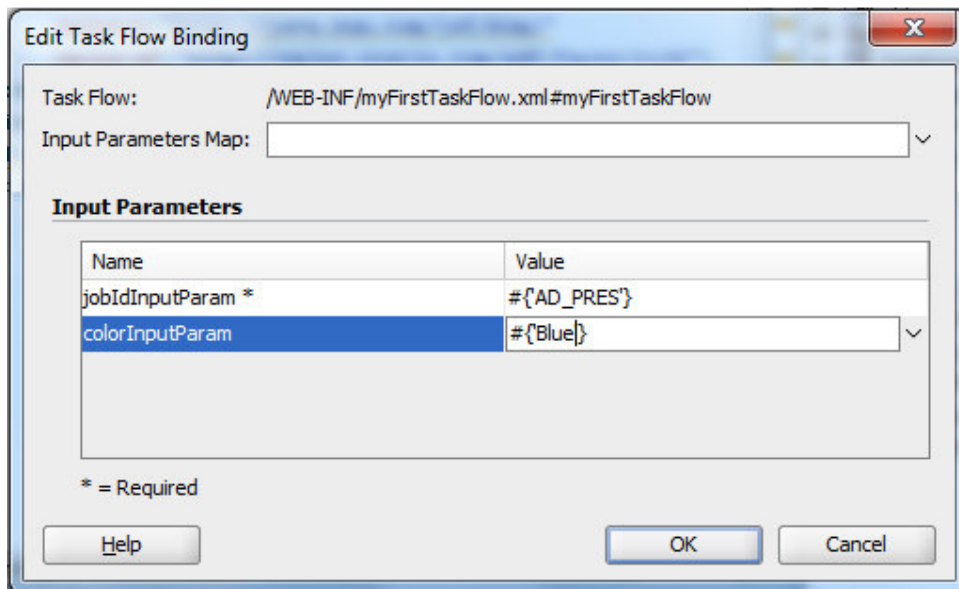 Edit Task Flow Binding
Task Flow: /WEB-INF/myFirstTaskFlow.xml#myFirstTaskFlow
Input Parameters Map:
Input Parameters
Name Value
jobIdInputParam * #{'AD_PRES'}
colorInputParam #{'Blue'}
* = Required
Help OK Cancel